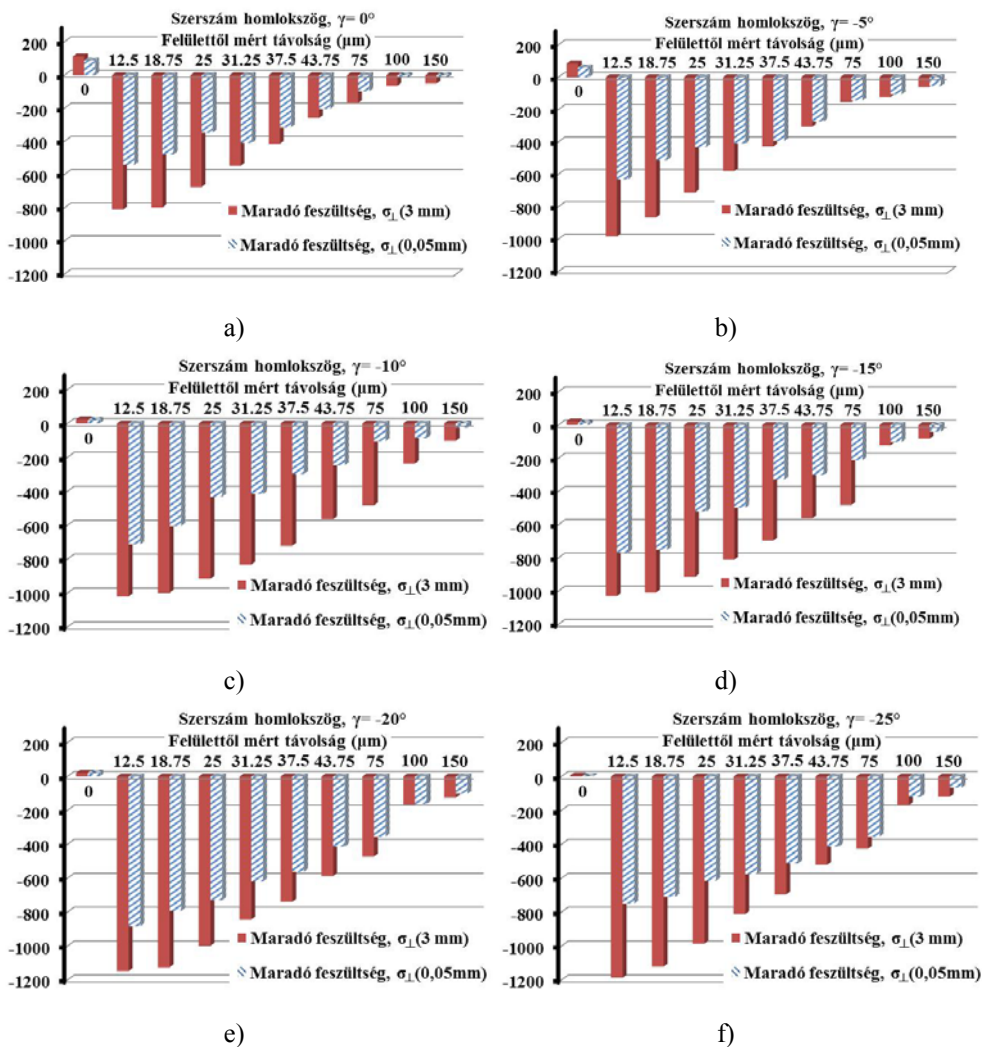 Szerszám homlokszög, γ= 0°
Felülettől mért távolság (µm)
200
12.5 18.75 25 31.25 37.5 43.75 75 100 150
0
0
-200
-400
-600
-800
-1000
-1200
Maradó feszültség, σ⊥(3 mm)
Maradó feszültség, σ⊥(0,05mm)
a)
Szerszám homlokszög, γ= -5°
Felülettől mért távolság (µm)
200
12.5 18.75 25 31.25 37.5 43.75 75 100 150
0
0
-200
-400
-600
-800
-1000
-1200
Maradó feszültség, σ⊥(3 mm)
Maradó feszültség, σ⊥(0,05mm)
b)
Szerszám homlokszög, γ= -10°
Felülettől mért távolság (µm)
200
12.5 18.75 25 31.25 37.5 43.75 75 100 150
0
0
-200
-400
-600
-800
-1000
-1200
Maradó feszültség, σ⊥(3 mm)
Maradó feszültség, σ⊥(0,05mm)
c)
Szerszám homlokszög, γ= -15°
Felülettől mért távolság (µm)
200
12.5 18.75 25 31.25 37.5 43.75 75 100 150
0
0
-200
-400
-600
-800
-1000
-1200
Maradó feszültség, σ⊥(3 mm)
Maradó feszültség, σ⊥(0,05mm)
d)
Szerszám homlokszög, γ= -20°
Felülettől mért távolság (µm)
200
12.5 18.75 25 31.25 37.5 43.75 75 100 150
0
0
-200
-400
-600
-800
-1000
-1200
Maradó feszültség, σ⊥(3 mm)
Maradó feszültség, σ⊥(0,05mm)
e)
Szerszám homlokszög, γ= -25°
Felülettől mért távolság (µm)
200
12.5 18.75 25 31.25 37.5 43.75 75 100 150
0
0
-200
-400
-600
-800
-1000
-1200
Maradó feszültség, σ⊥(3 mm)
Maradó feszültség, σ⊥(0,05mm)
f)